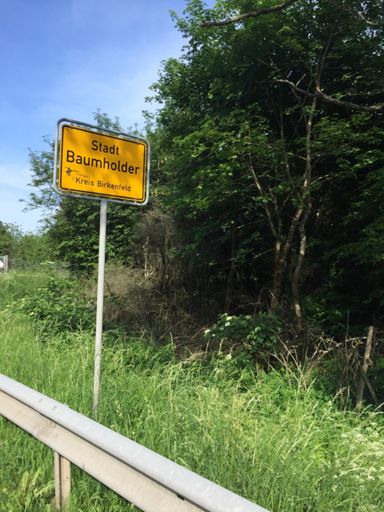 Stadt
Baumholder
Kreis Birkenfeld